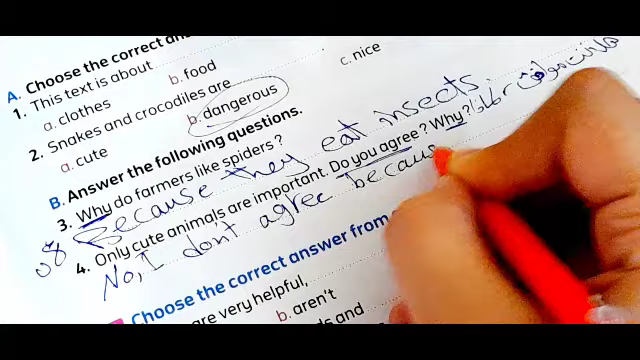 A. Choose the correct an
1. This text is about
a. clothes b. food c. nice
2. Snakes and crocodiles are
a. cute b. dangerous
B. Answer the following questions.
3. Why do farmers like spiders?
Because they eat insects.
4. Only cute animals are important. Do you agree? Why?
No, I don't agree because
Choose the correct answer from
are very helpful,
b. aren't
ds and